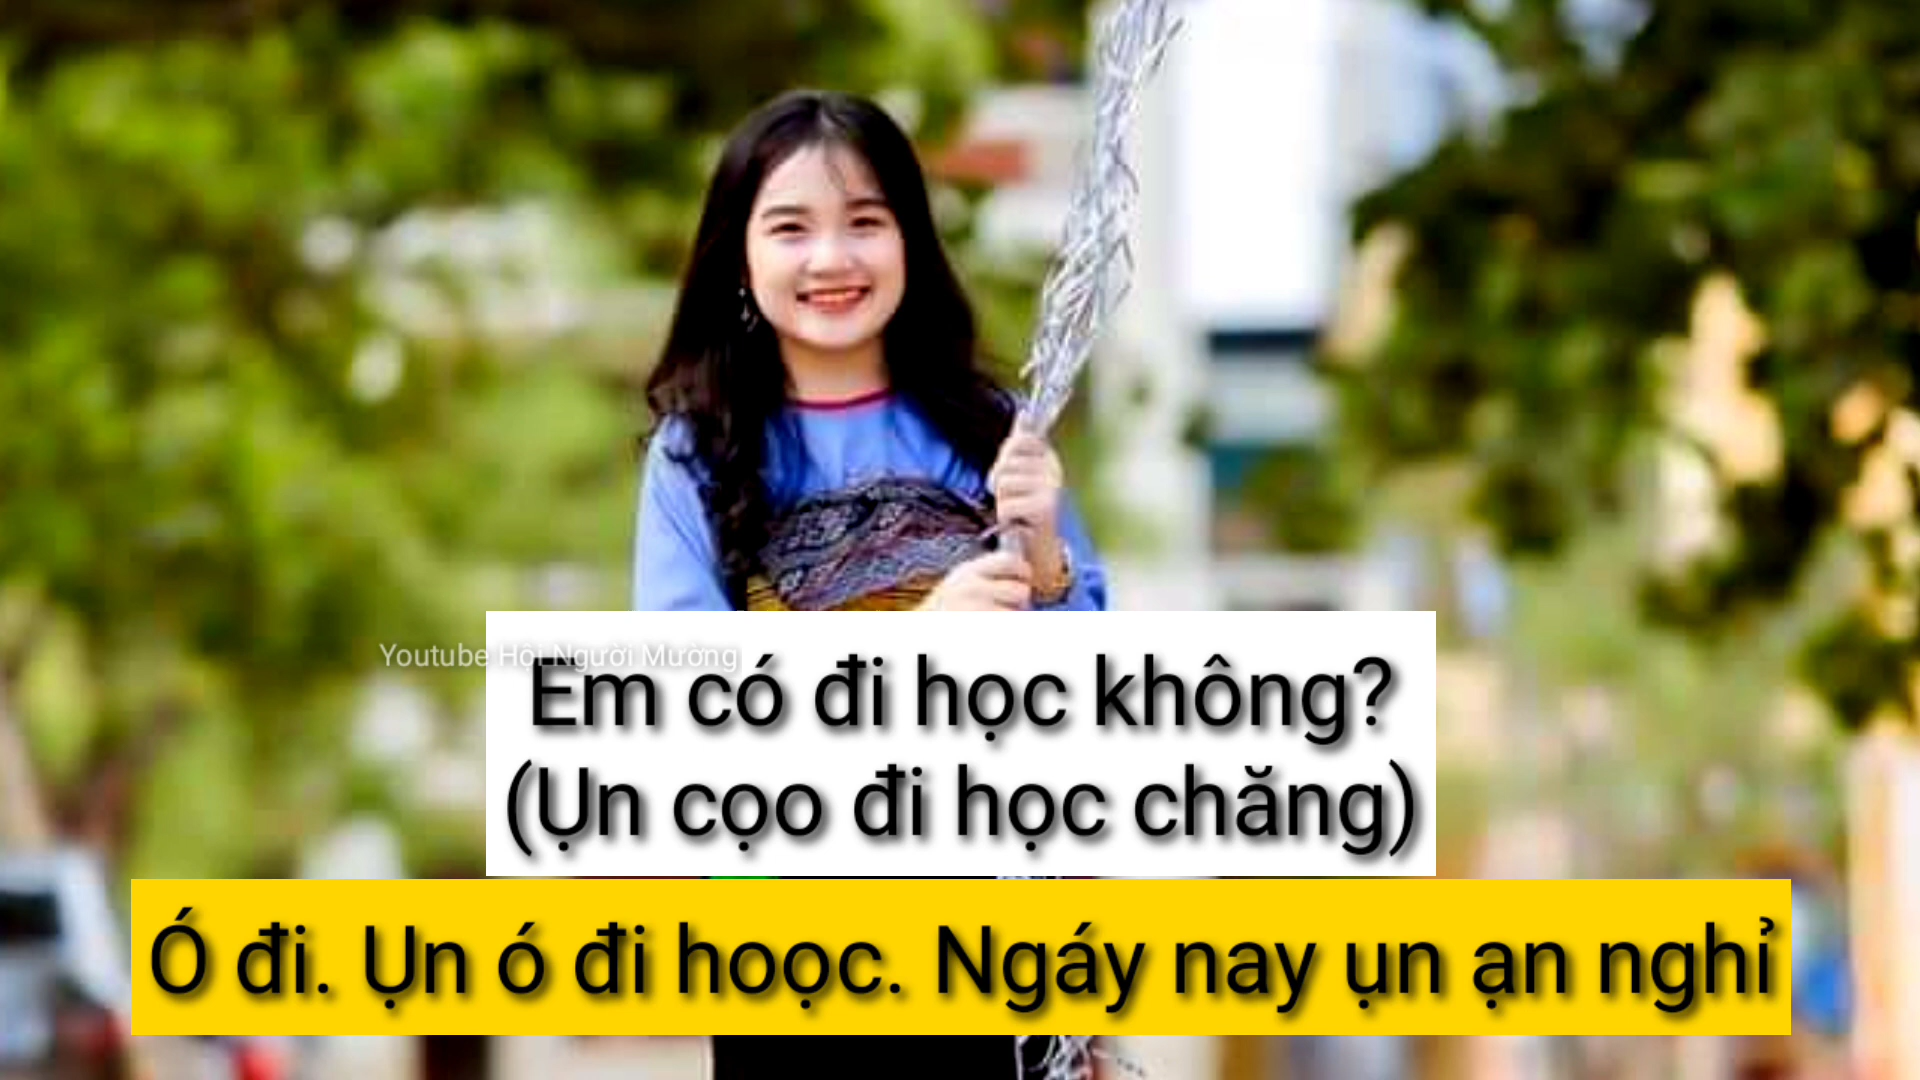 Youtube Hội Người Mường
Em có đi học không?
(Ụn cọo đi học chăng)
Ó đi. Ụn ó đi hoọc. Ngáy nay ụn ạn nghỉ